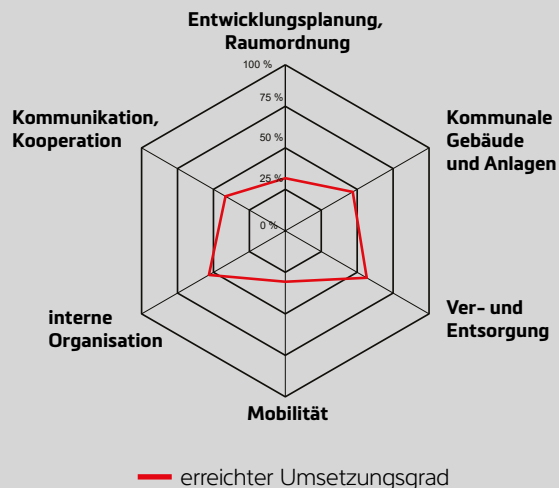 Entwicklungsplanung,
Raumordnung
100 %
75 %
50 %
25 %
0 %
Kommunikation,
Kooperation
Kommunale
Gebäude
und Anlagen
interne
Organisation
Ver- und
Entsorgung
Mobilität
erreichter Umsetzungsgrad